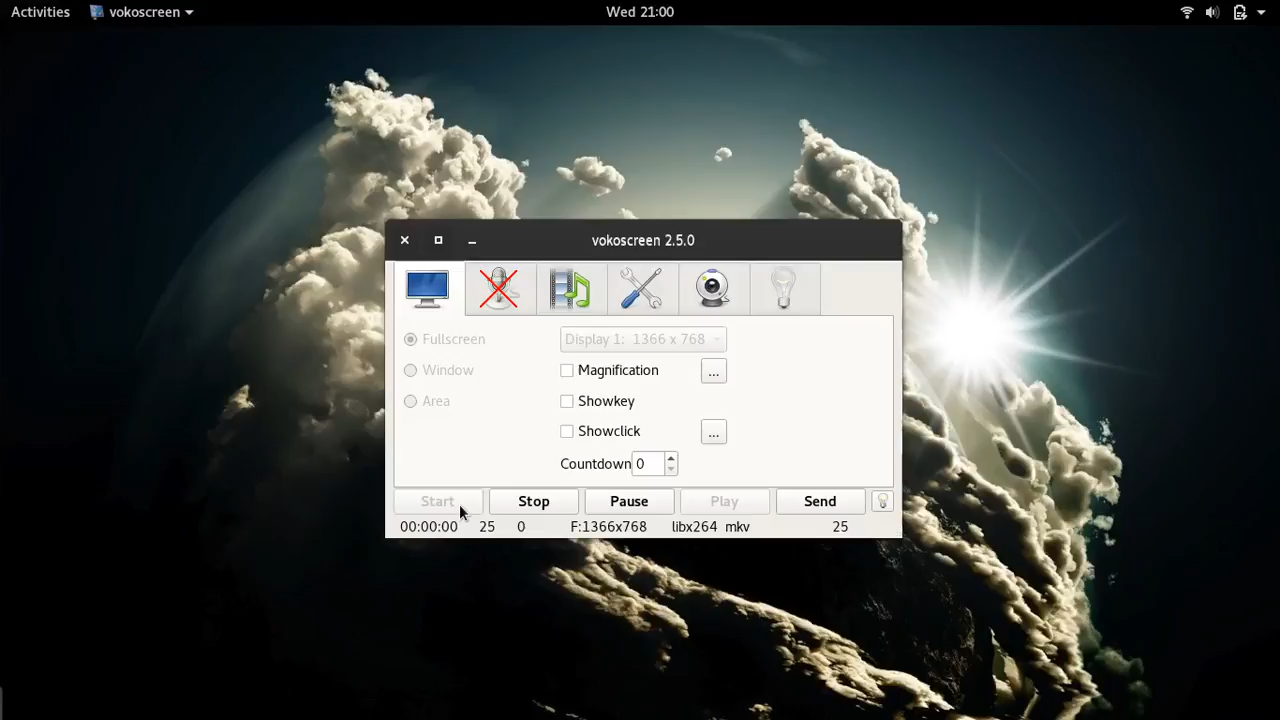 Activities vokoscreen Wed 21:00
vokoscreen 2.5.0
Fullscreen Display 1: 1366 x 768
Window Magnification ...
Area Showkey
Showclick ...
Countdown 0
Start Stop Pause Play Send
00:00:00 25 0 F:1366x768 libx264 mkv 25